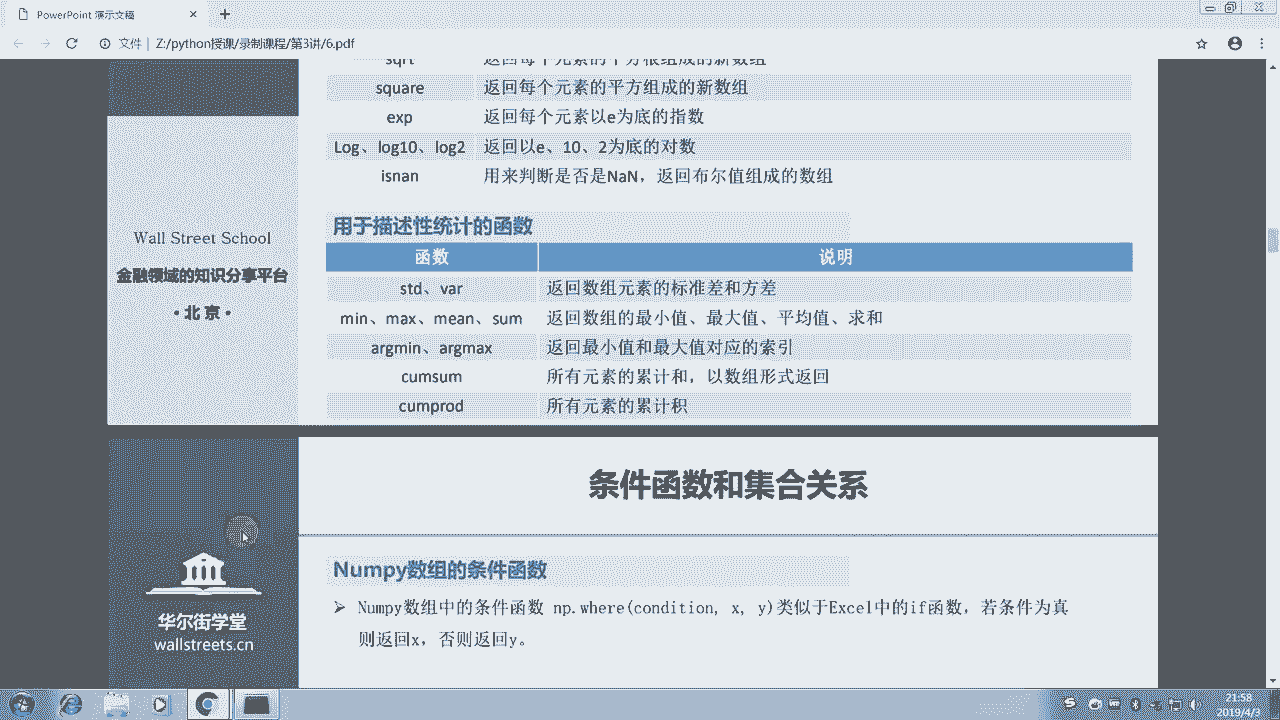 PowerPoint 演示文稿
文件 | Z:/python授课/录制课程/第3讲/6.pdf
sqrt 返回每个元素的平方根组成的新数组
square 返回每个元素的平方组成的新数组
exp 返回每个元素以e为底的指数
Log、log10、log2 返回以e、10、2为底的对数
isnan 用来判断是否是NaN，返回布尔值组成的数组
Wall Street School
金融领域的知识分享平台
• 北 京 •
用于描述性统计的函数
函数 说明
std、var 返回数组元素的标准差和方差
min、max、mean、sum 返回数组的最小值、最大值、平均值、求和
argmin、argmax 返回最小值和最大值对应的索引
cumsum 所有元素的累计和，以数组形式返回
cumprod 所有元素的累计积
条件函数和集合关系
华尔街学堂
wallstreets.cn
Numpy数组的条件函数
Numpy数组中的条件函数 np.where(condition, x, y)类似于Excel中的if函数，若条件为真
则返回x，否则返回y。
21:58
2019/4/3